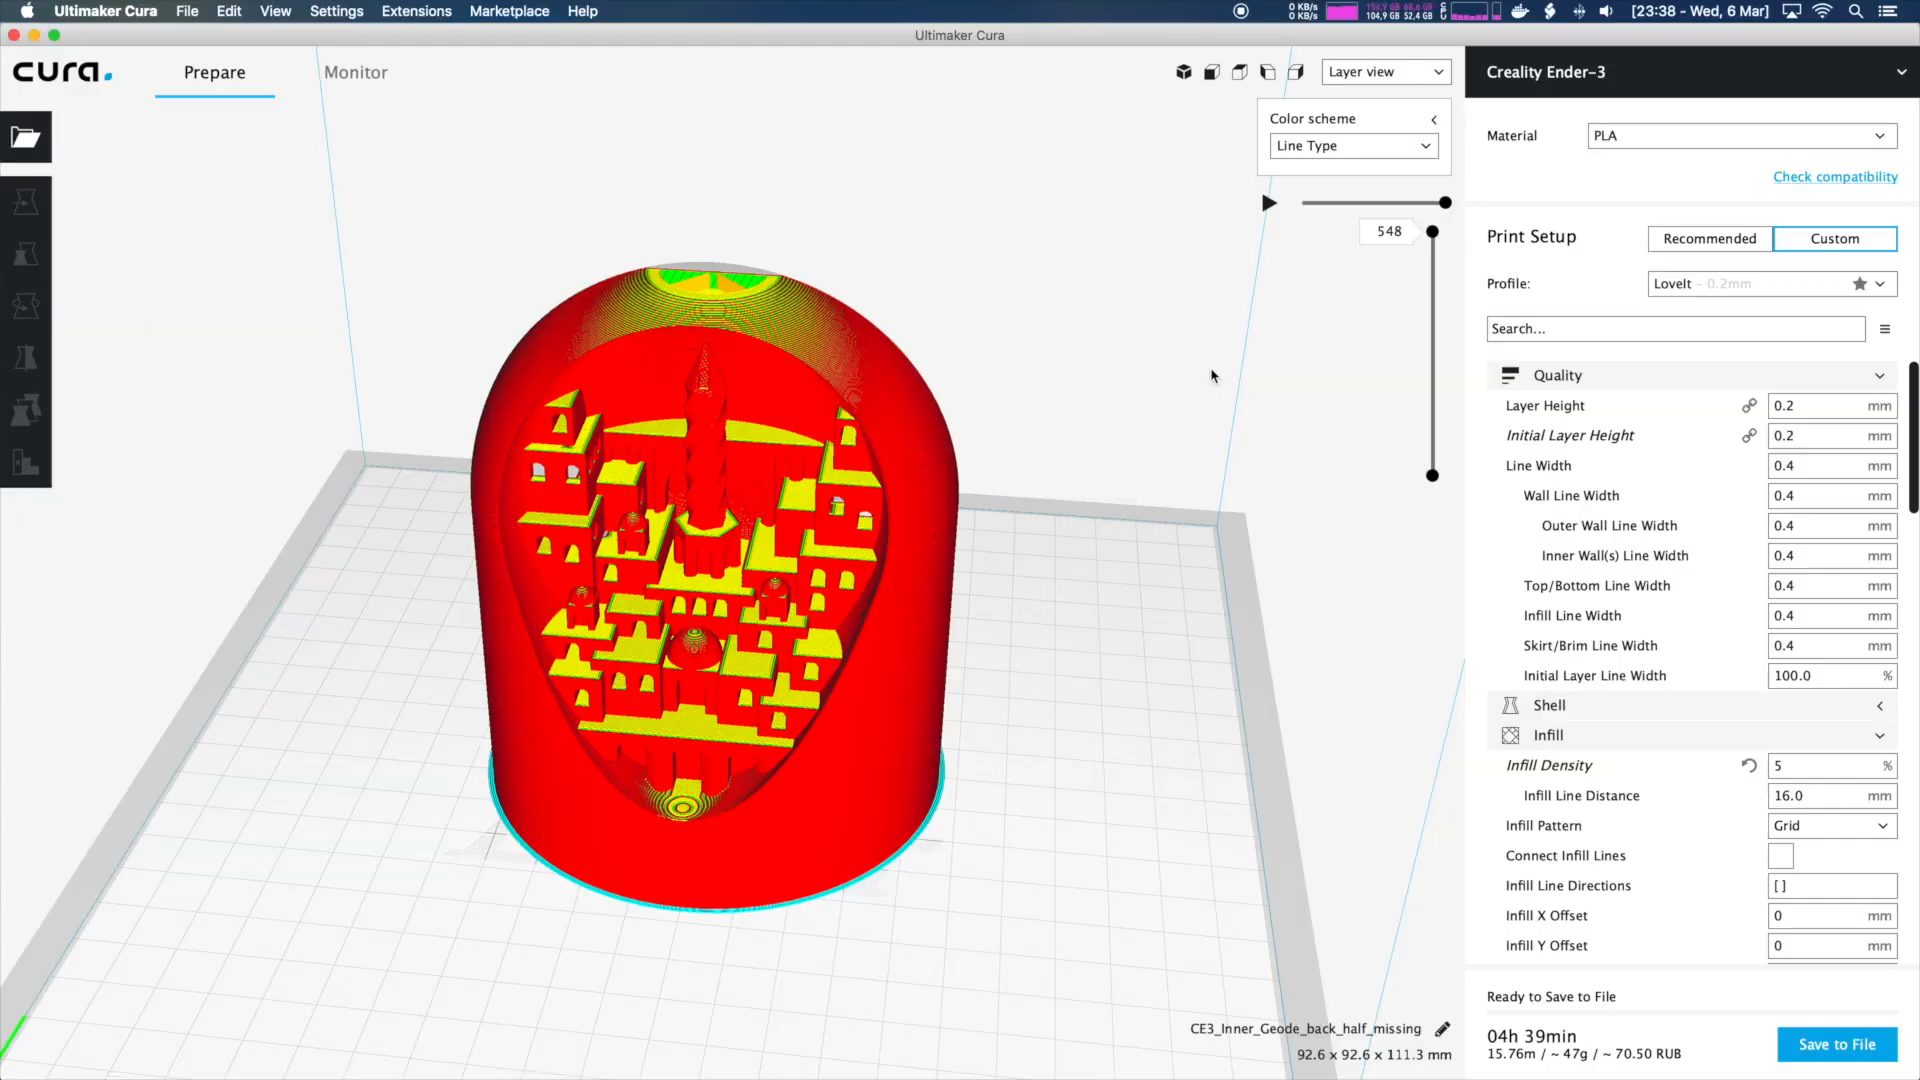 Ultimaker Cura File Edit View Settings Extensions Marketplace Help
0 KB/s
0 KB/s
104,9 GB 52,4 GB
[23:38 - Wed, 6 Mar]
Ultimaker Cura
cura.
Prepare
Monitor
Layer view
Color scheme
Line Type
548
CE3_Inner_Geode_back_half_missing
92.6 x 92.6 x 111.3 mm
Creality Ender-3
Material PLA
Check compatibility
Print Setup Recommended Custom
Profile: LoveIt - 0.2mm
Search...
Quality
Layer Height 0.2 mm
Initial Layer Height 0.2 mm
Line Width 0.4 mm
Wall Line Width 0.4 mm
Outer Wall Line Width 0.4 mm
Inner Wall(s) Line Width 0.4 mm
Top/Bottom Line Width 0.4 mm
Infill Line Width 0.4 mm
Skirt/Brim Line Width 0.4 mm
Initial Layer Line Width 100.0 %
Shell
Infill
Infill Density 5 %
Infill Line Distance 16.0 mm
Infill Pattern Grid
Connect Infill Lines
Infill Line Directions [ ]
Infill X Offset 0 mm
Infill Y Offset 0 mm
Ready to Save to File
04h 39min
15.76m / ~ 47g / ~ 70.50 RUB
Save to File